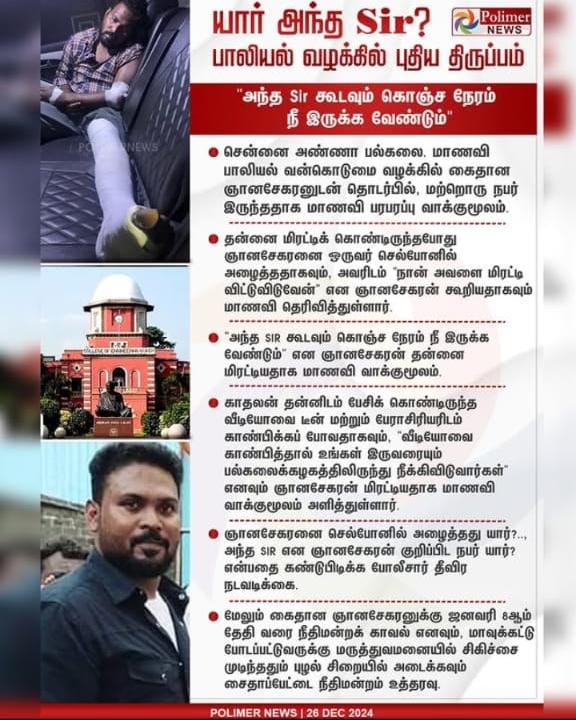 யார் அந்த Sir?
Polimer
NEWS
பாலியல் வழக்கில் புதிய திருப்பம்
"அந்த Sir கூடவும் கொஞ்ச நேரம்
நீ இருக்க வேண்டும்"
சென்னை அண்ணா பல்கலை. மாணவி
பாலியல் வன்கொடுமை வழக்கில் கைதான
ஞானசேகரனுடன் தொடர்பில், மற்றொரு நபர்
இருந்ததாக மாணவி பரபரப்பு வாக்குமூலம்.
தன்னை மிரட்டிக் கொண்டிருந்தபோது
ஞானசேகரனை ஒருவர் செல்போனில்
அழைத்ததாகவும், அவரிடம் "நான் அவளை மிரட்டி
விட்டுவிடுவேன்" என ஞானசேகரன் கூறியதாகவும்
மாணவி தெரிவித்துள்ளார்.
"அந்த SIR கூடவும் கொஞ்ச நேரம் நீ இருக்க
வேண்டும்" என ஞானசேகரன் தன்னை
மிரட்டியதாக மாணவி வாக்குமூலம்.
காதலன் தன்னிடம் பேசிக் கொண்டிருந்த
வீடியோவை டீன் மற்றும் பேராசிரியரிடம்
காண்பிக்கப் போவதாகவும், "வீடியோவை
காண்பித்தால் உங்கள் இருவரையும்
பல்கலைக்கழகத்திலிருந்து நீக்கிவிடுவார்கள்"
எனவும் ஞானசேகரன் மிரட்டியதாக மாணவி
வாக்குமூலம் அளித்துள்ளார்.
ஞானசேகரனை செல்போனில் அழைத்தது யார்?..,
அந்த SIR என ஞானசேகரன் குறிப்பிட நபர் யார்?
என்பதை கண்டுபிடிக்க போலீசார் தீவிர
நடவடிக்கை.
மேலும் கைதான ஞானசேகரனுக்கு ஜனவரி 8ஆம்
தேதி வரை நீதிமன்றக் காவல் எனவும், மாவுக்கட்டு
போடப்பட்டுவருக்கு மருத்துவமனையில் சிகிச்சை
முடிந்ததும் புழல் சிறையில் அடைக்கவும்
சைதாப்பேட்டை நீதிமன்றம் உத்தரவு.
POLIMER NEWS | 26 DEC 2024